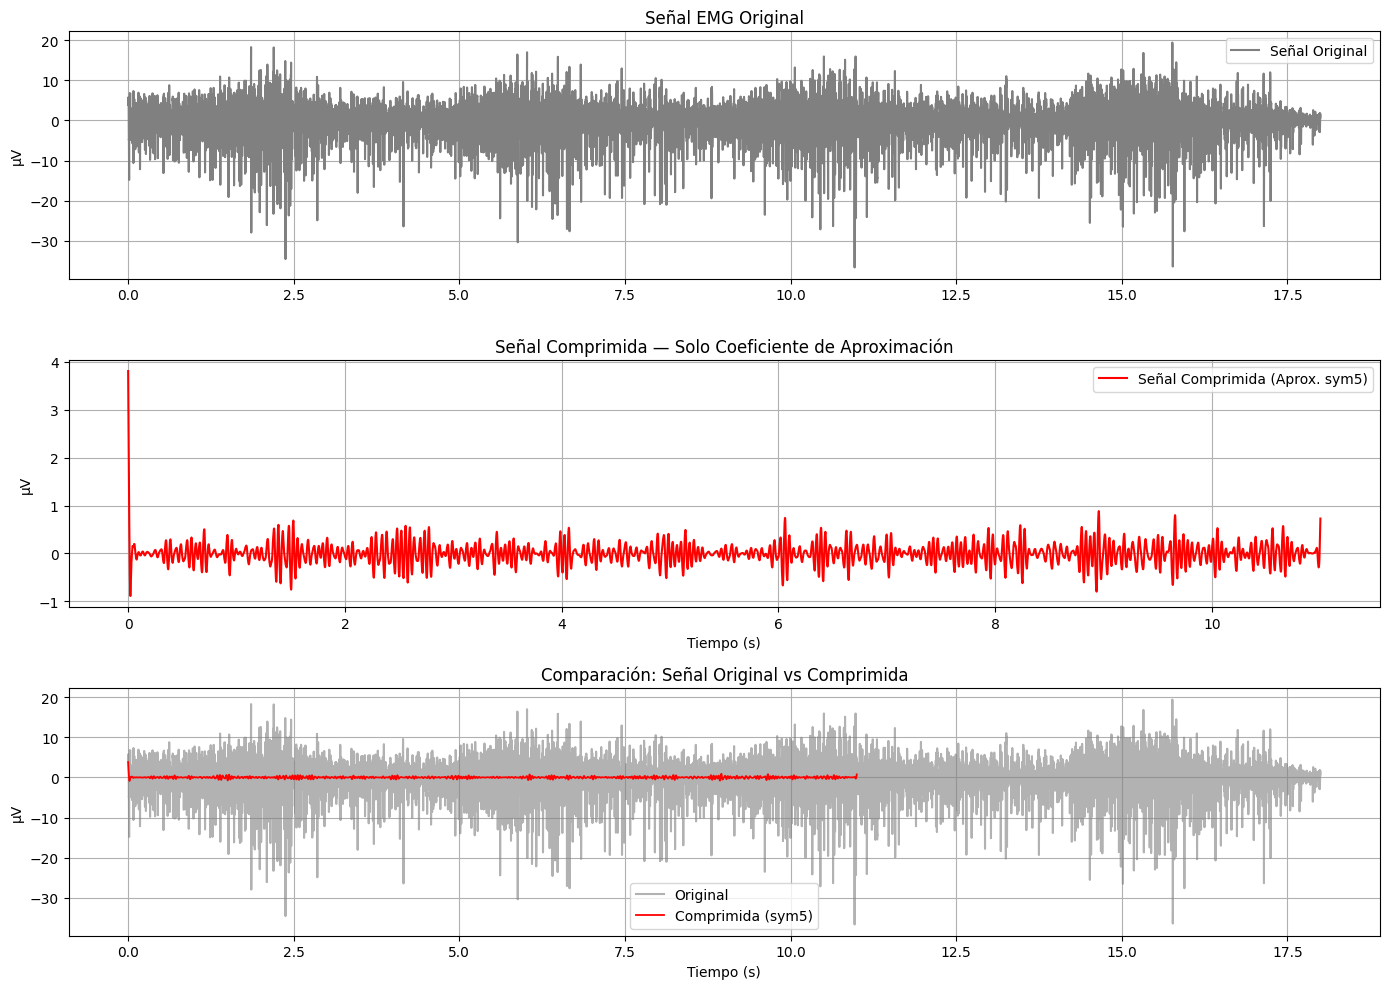 Señal EMG Original
Señal Original
µV
20
10
0
−10
−20
−30
0.0 2.5 5.0 7.5 10.0 12.5 15.0 17.5
Señal Comprimida — Solo Coeficiente de Aproximación
Señal Comprimida (Aprox. sym5)
µV
4
3
2
1
0
−1
0 2 4 6 8 10
Tiempo (s)
Comparación: Señal Original vs Comprimida
µV
20
10
0
−10
−20
−30
Original
Comprimida (sym5)
0.0 2.5 5.0 7.5 10.0 12.5 15.0 17.5
Tiempo (s)